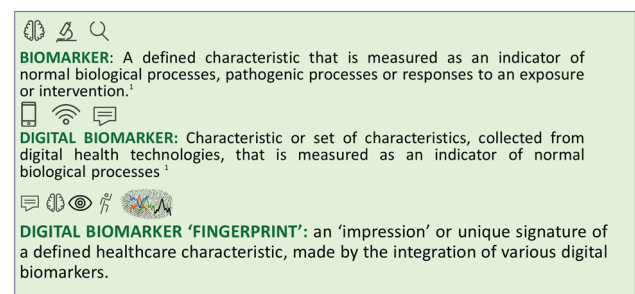 BIOMARKER: A defined characteristic that is measured as an indicator of
normal biological processes, pathogenic processes or responses to an exposure
or intervention.¹
DIGITAL BIOMARKER: Characteristic or set of characteristics, collected from
digital health technologies, that is measured as an indicator of normal
biological processes ¹
DIGITAL BIOMARKER ‘FINGERPRINT’: an ‘impression’ or unique signature of
a defined healthcare characteristic, made by the integration of various digital
biomarkers.